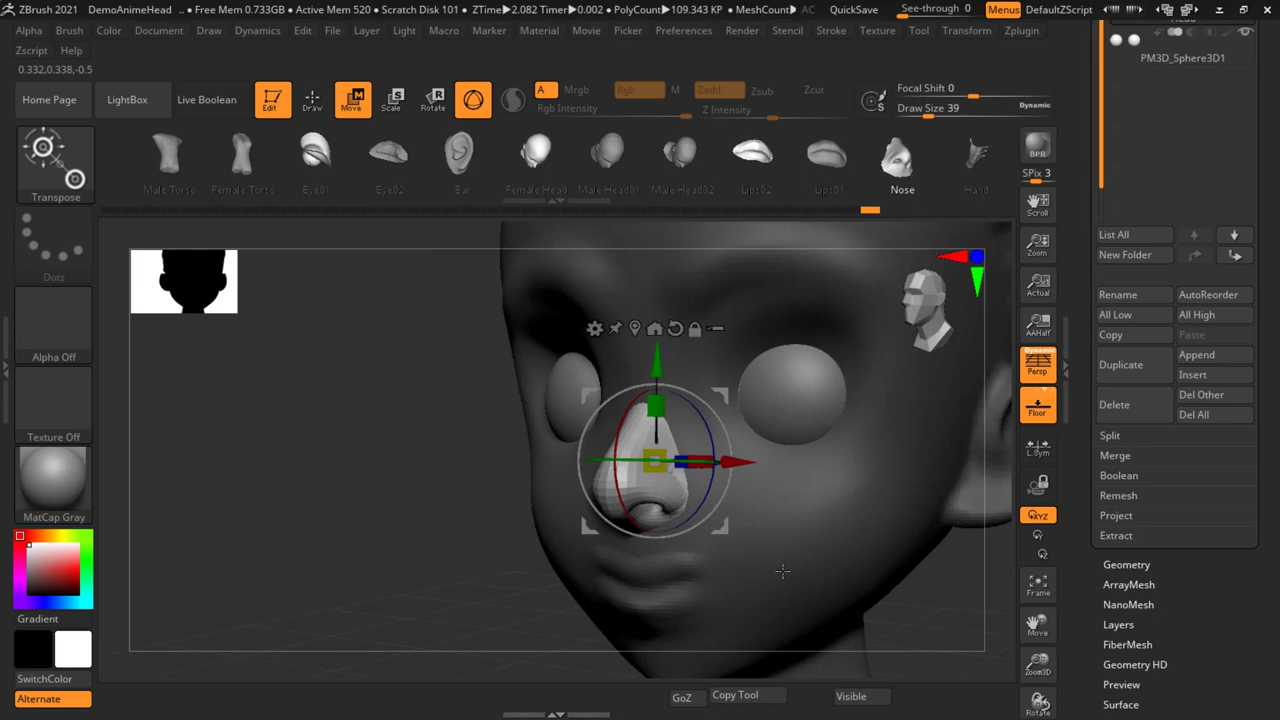 ZBrush 2021 DemoAnimeHead .. • Free Mem 0.733GB • Active Mem 520 • Scratch Disk 101 • ZTime▶2.082 Timer▶0.002 • PolyCount▶109.343 KP • MeshCount▶ AC QuickSave See-through 0 Menus DefaultZScript
Alpha Brush Color Document Draw Dynamics Edit File Layer Light Macro Marker Material Movie Picker Preferences Render Stencil Stroke Texture Tool Transform Zplugin
Zscript Help
0.332,0.338,-0.5
Home Page LightBox Live Boolean Edit Draw Move Scale Rotate A Mrgb Rgb M Zadd Zsub Zcut Focal Shift 0
Rgb Intensity Z Intensity S Draw Size 39 Dynamic
Transpose Male Torso Female Torso Eye01 Eye02 Ear Female Head Male Head01 Male Head02 Lips02 Lips01 Nose Hand
Dots
Alpha Off
Texture Off
MatCap Gray
Gradient
SwitchColor
Alternate
BPR
SPix 3
Scroll
Zoom
Actual
AAHalf
Dynamic
Persp
Floor
L.Sym
XYZ
Y
Z
Frame
Move
Zoom3D
Rotate
PM3D_Sphere3D1
List All
New Folder
Rename AutoReorder
All Low All High
Copy Paste
Duplicate Append
Insert
Delete Del Other
Del All
Split
Merge
Boolean
Remesh
Project
Extract
Geometry
ArrayMesh
NanoMesh
Layers
FiberMesh
Geometry HD
Preview
Surface
GoZ Copy Tool Visible